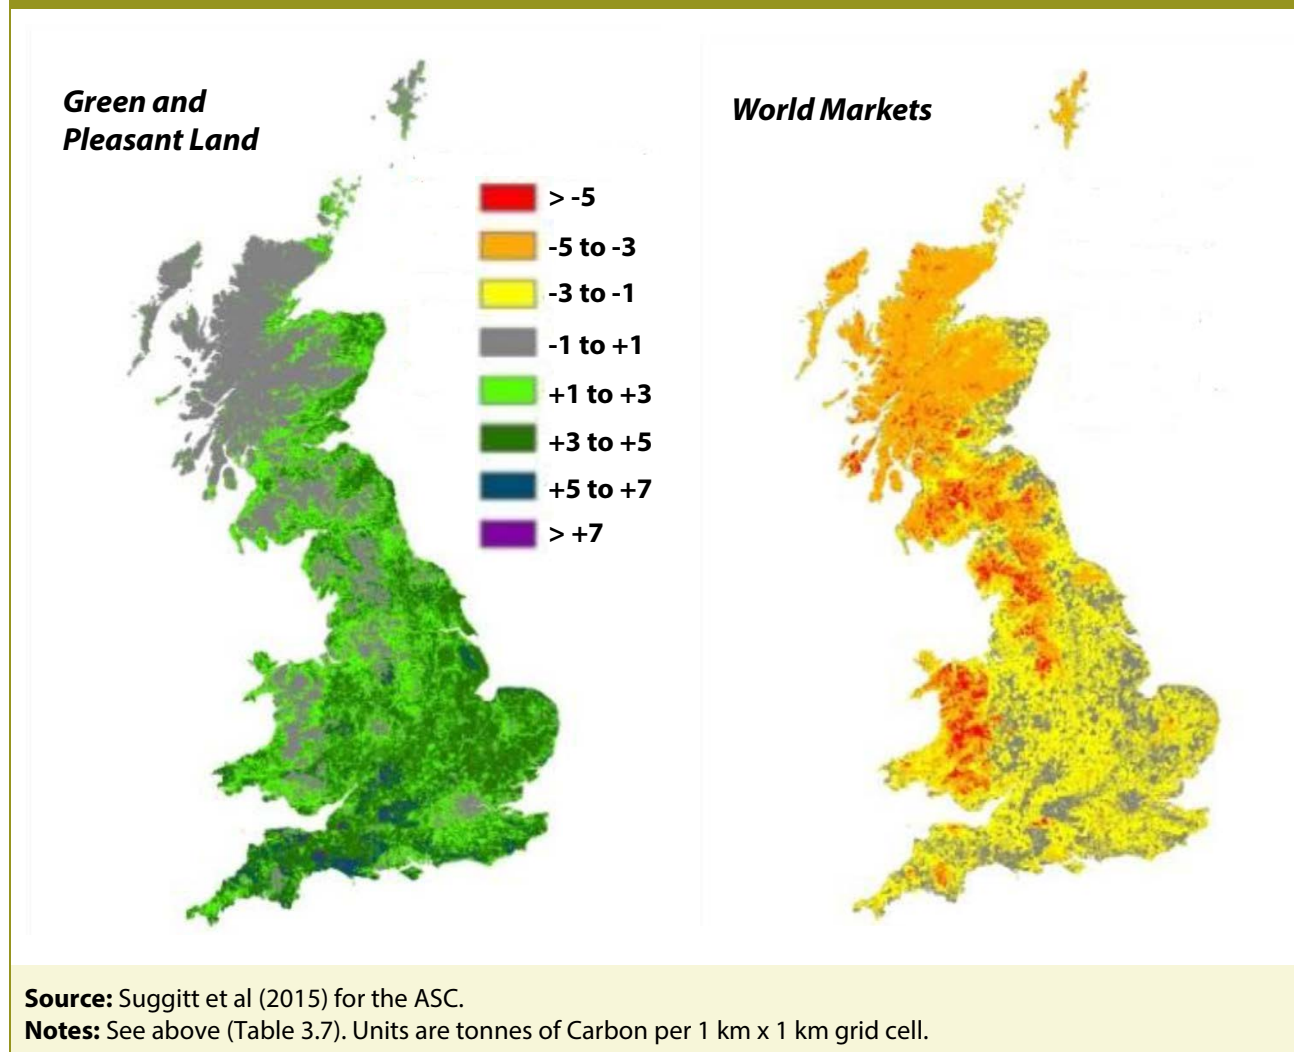 Green and
Pleasant Land
World Markets
> -5
-5 to -3
-3 to -1
-1 to +1
+1 to +3
+3 to +5
+5 to +7
> +7
Source: Suggitt et al (2015) for the ASC.
Notes: See above (Table 3.7). Units are tonnes of Carbon per 1 km x 1 km grid cell.